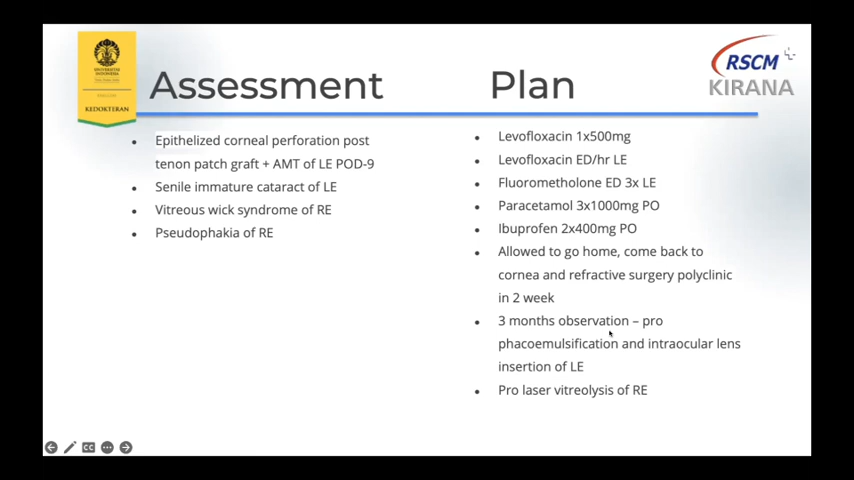 UNIVERSITAS
INDONESIA
FAKULTAS
KEDOKTERAN
Assessment
Plan
RSCM
KIRANA
• Epithelized corneal perforation post
tenon patch graft + AMT of LE POD-9
• Senile immature cataract of LE
• Vitreous wick syndrome of RE
• Pseudophakia of RE
• Levofloxacin 1x500mg
• Levofloxacin ED/hr LE
• Fluorometholone ED 3x LE
• Paracetamol 3x1000mg PO
• Ibuprofen 2x400mg PO
• Allowed to go home, come back to
cornea and refractive surgery polyclinic
in 2 week
• 3 months observation – pro
phacoemulsification and intraocular lens
insertion of LE
• Pro laser vitreolysis of RE
CC